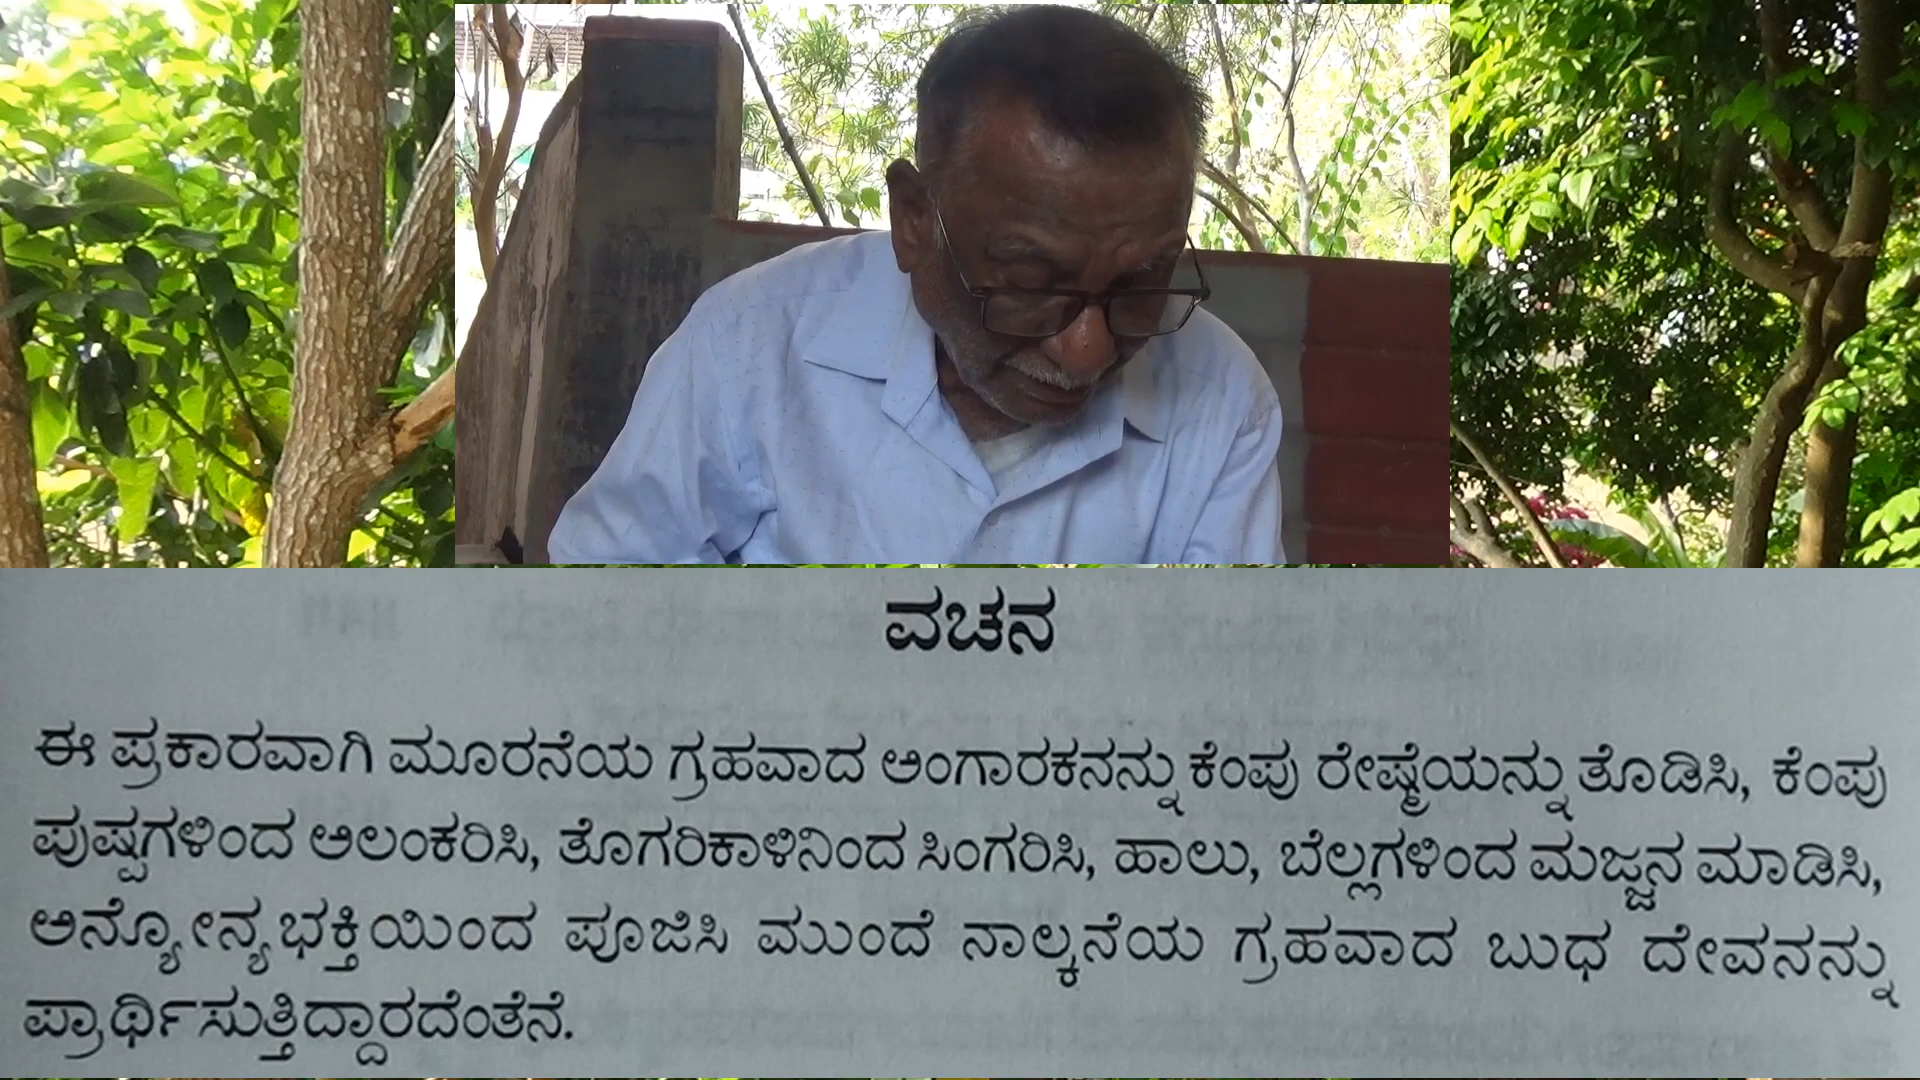 ವಚನ
ಈ ಪ್ರಕಾರವಾಗಿ ಮೂರನೆಯ ಗ್ರಹವಾದ ಅಂಗಾರಕನನ್ನು ಕೆಂಪು ರೇಷ್ಮೆಯನ್ನು ತೊಡಿಸಿ, ಕೆಂಪು
ಪುಷ್ಪಗಳಿಂದ ಅಲಂಕರಿಸಿ, ತೊಗರಿಕಾಳಿನಿಂದ ಸಿಂಗರಿಸಿ, ಹಾಲು, ಬೆಲ್ಲಗಳಿಂದ ಮಜ್ಜನ ಮಾಡಿಸಿ,
ಅನ್ಯೋನ್ಯ ಭಕ್ತಿಯಿಂದ ಪೂಜಿಸಿ ಮುಂದೆ ನಾಲ್ಕನೆಯ ಗ್ರಹವಾದ ಬುಧ ದೇವನನ್ನು
ಪ್ರಾರ್ಥಿಸುತ್ತಿದ್ದಾರದೆಂತೆನೆ.